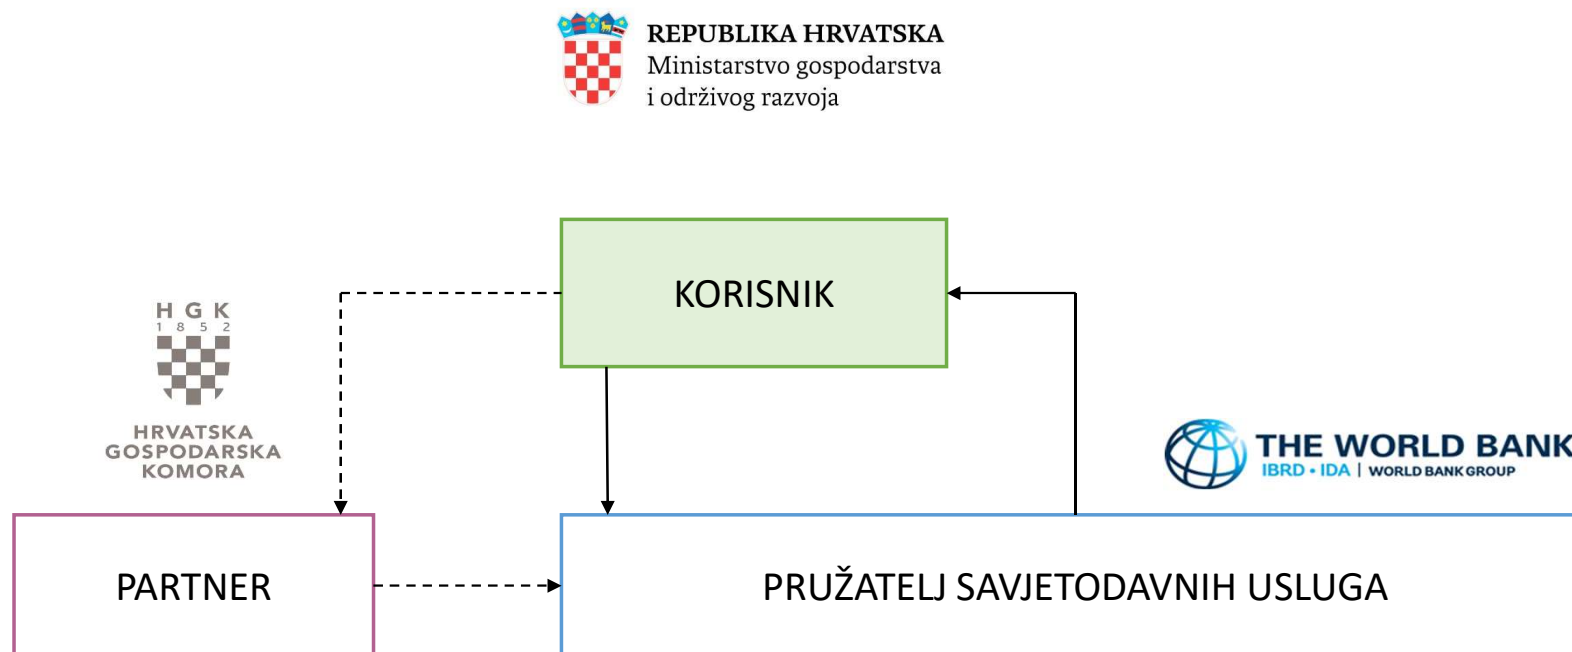 REPUBLIKA HRVATSKA
Ministarstvo gospodarstva
i održivog razvoja
KORISNIK
H G K
1 8 5 2
HRVATSKA
GOSPODARSKA
KOMORA
THE WORLD BANK
IBRD • IDA | WORLD BANK GROUP
PARTNER
PRUŽATELJ SAVJETODAVNIH USLUGA